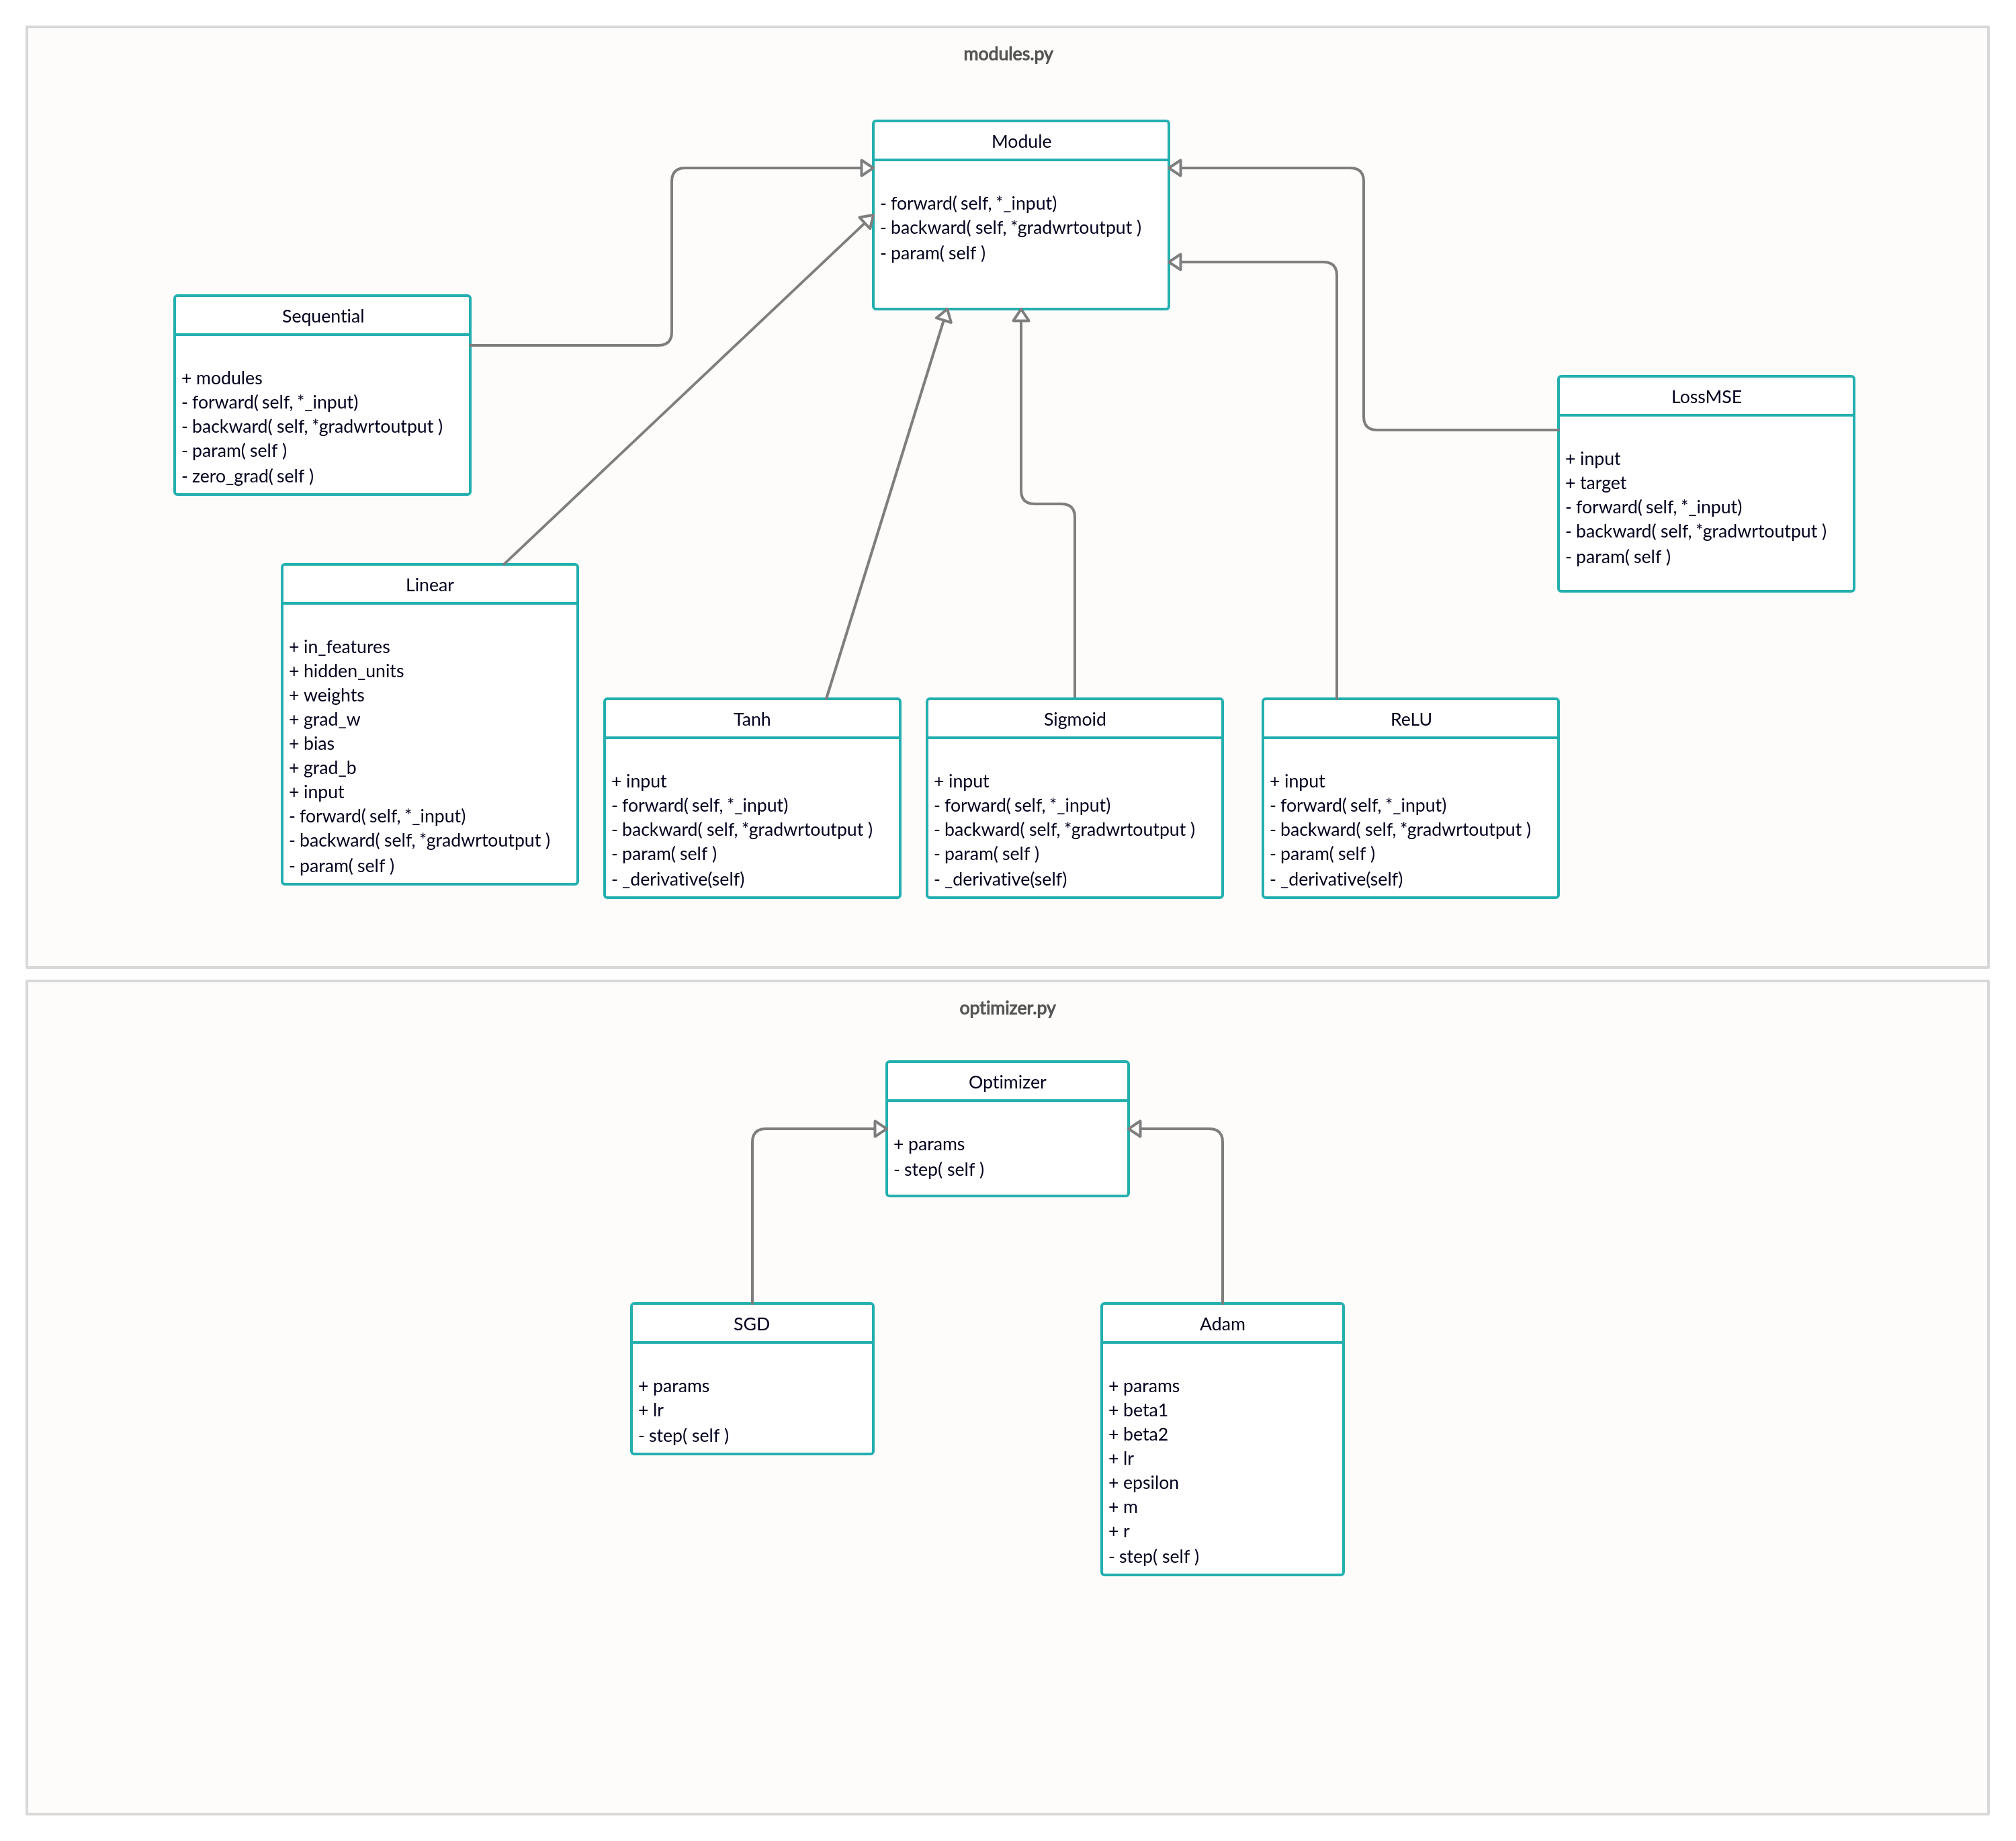 modules.py
Module
- forward( self, *_input)
- backward( self, *gradwrtoutput )
- param( self )
Sequential
+ modules
- forward( self, *_input)
- backward( self, *gradwrtoutput )
- param( self )
- zero_grad( self )
LossMSE
+ input
+ target
- forward( self, *_input)
- backward( self, *gradwrtoutput )
- param( self )
Linear
+ in_features
+ hidden_units
+ weights
+ grad_w
+ bias
+ grad_b
+ input
- forward( self, *_input)
- backward( self, *gradwrtoutput )
- param( self )
Tanh
+ input
- forward( self, *_input)
- backward( self, *gradwrtoutput )
- param( self )
- _derivative(self)
Sigmoid
+ input
- forward( self, *_input)
- backward( self, *gradwrtoutput )
- param( self )
- _derivative(self)
ReLU
+ input
- forward( self, *_input)
- backward( self, *gradwrtoutput )
- param( self )
- _derivative(self)
optimizer.py
Optimizer
+ params
- step( self )
SGD
+ params
+ lr
- step( self )
Adam
+ params
+ beta1
+ beta2
+ lr
+ epsilon
+ m
+ r
- step( self )